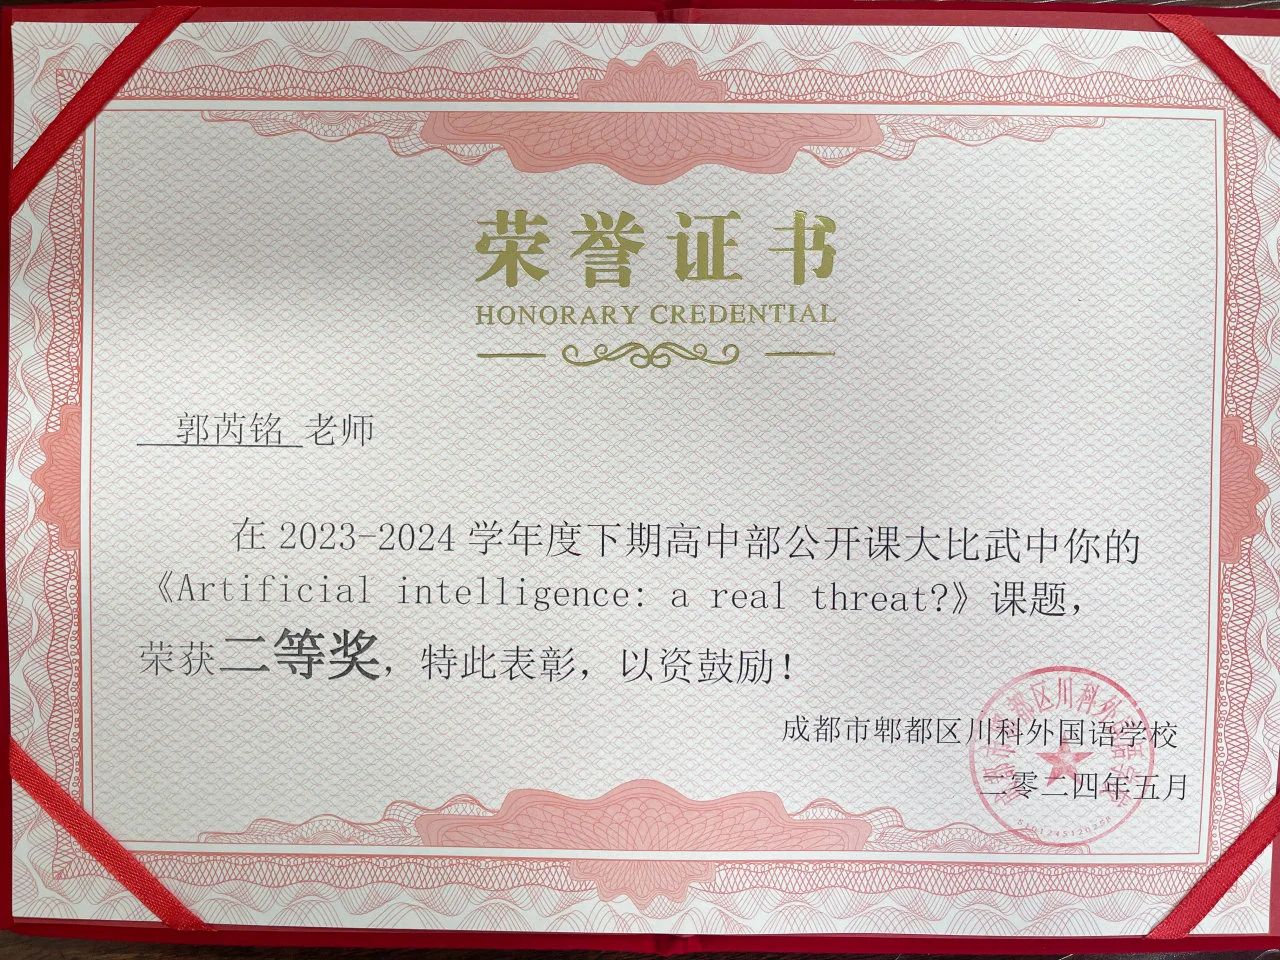 荣誉证书
HONORARY CREDENTIAL
郭芮铭 老师
在 2023-2024 学年度下期高中部公开课大比武中你的
《Artificial intelligence: a real threat?》课题，
荣获二等奖，特此表彰，以资鼓励！
成都市郫都区川科外国语学校
二零二四年五月
5101245120258